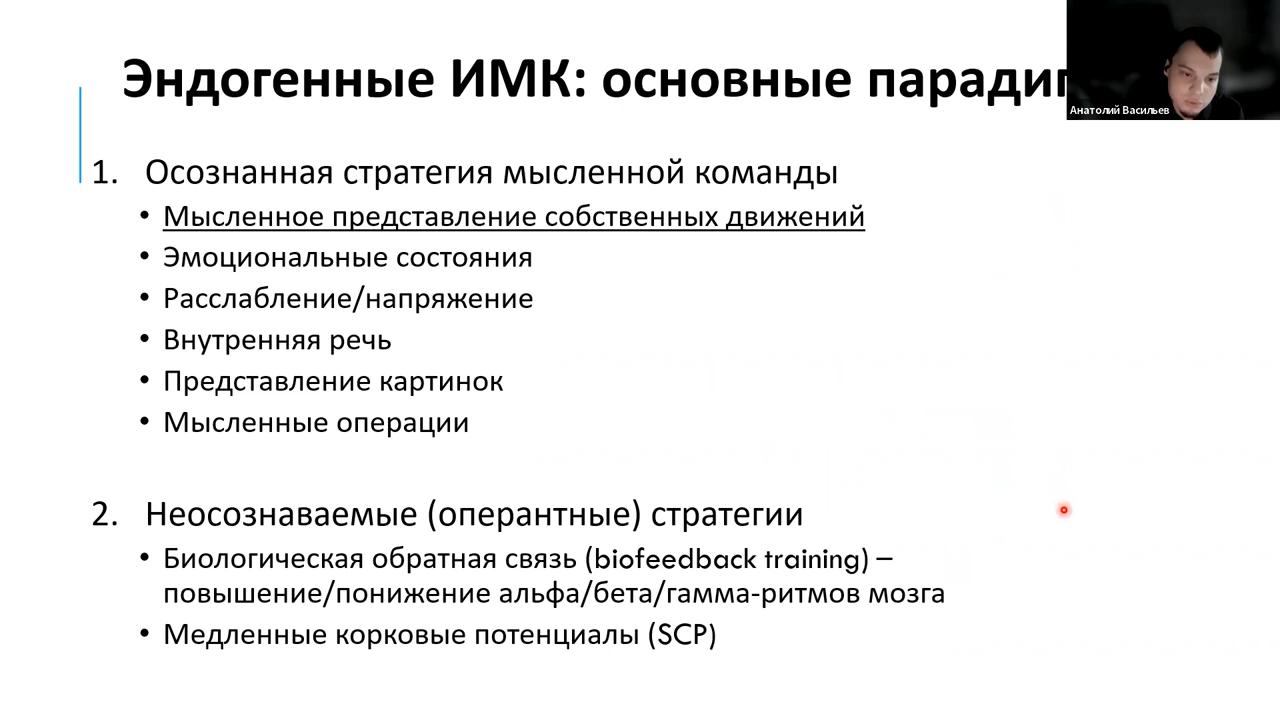 Эндогенные ИМК: основные
Анатолий Васильев
1. Осознанная стратегия мысленной команды
• Мысленное представление собственных движений
• Эмоциональные состояния
• Расслабление/напряжение
• Внутренняя речь
• Представление картинок
• Мысленные операции
2. Неосознаваемые (оперантные) стратегии
• Биологическая обратная связь (biofeedback training) –
повышение/понижение альфа/бета/гамма-ритмов мозга
• Медленные корковые потенциалы (SCP)